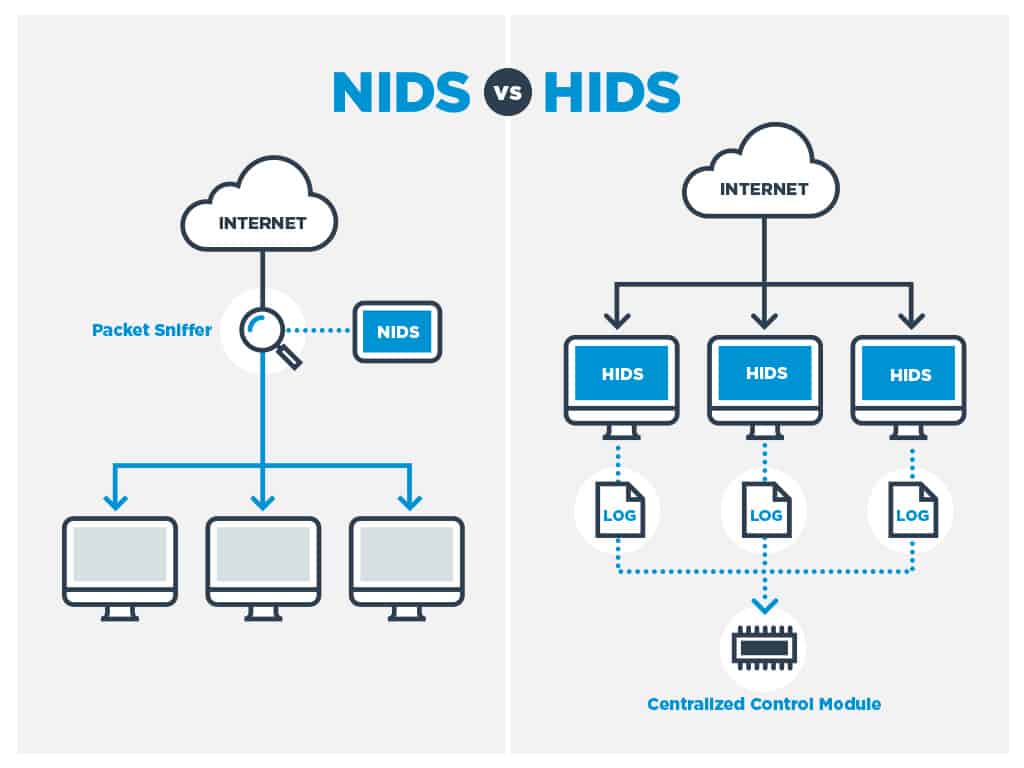 NIDS vs HIDS
INTERNET
Packet Sniffer
NIDS
INTERNET
HIDS HIDS HIDS
LOG LOG LOG
Centralized Control Module